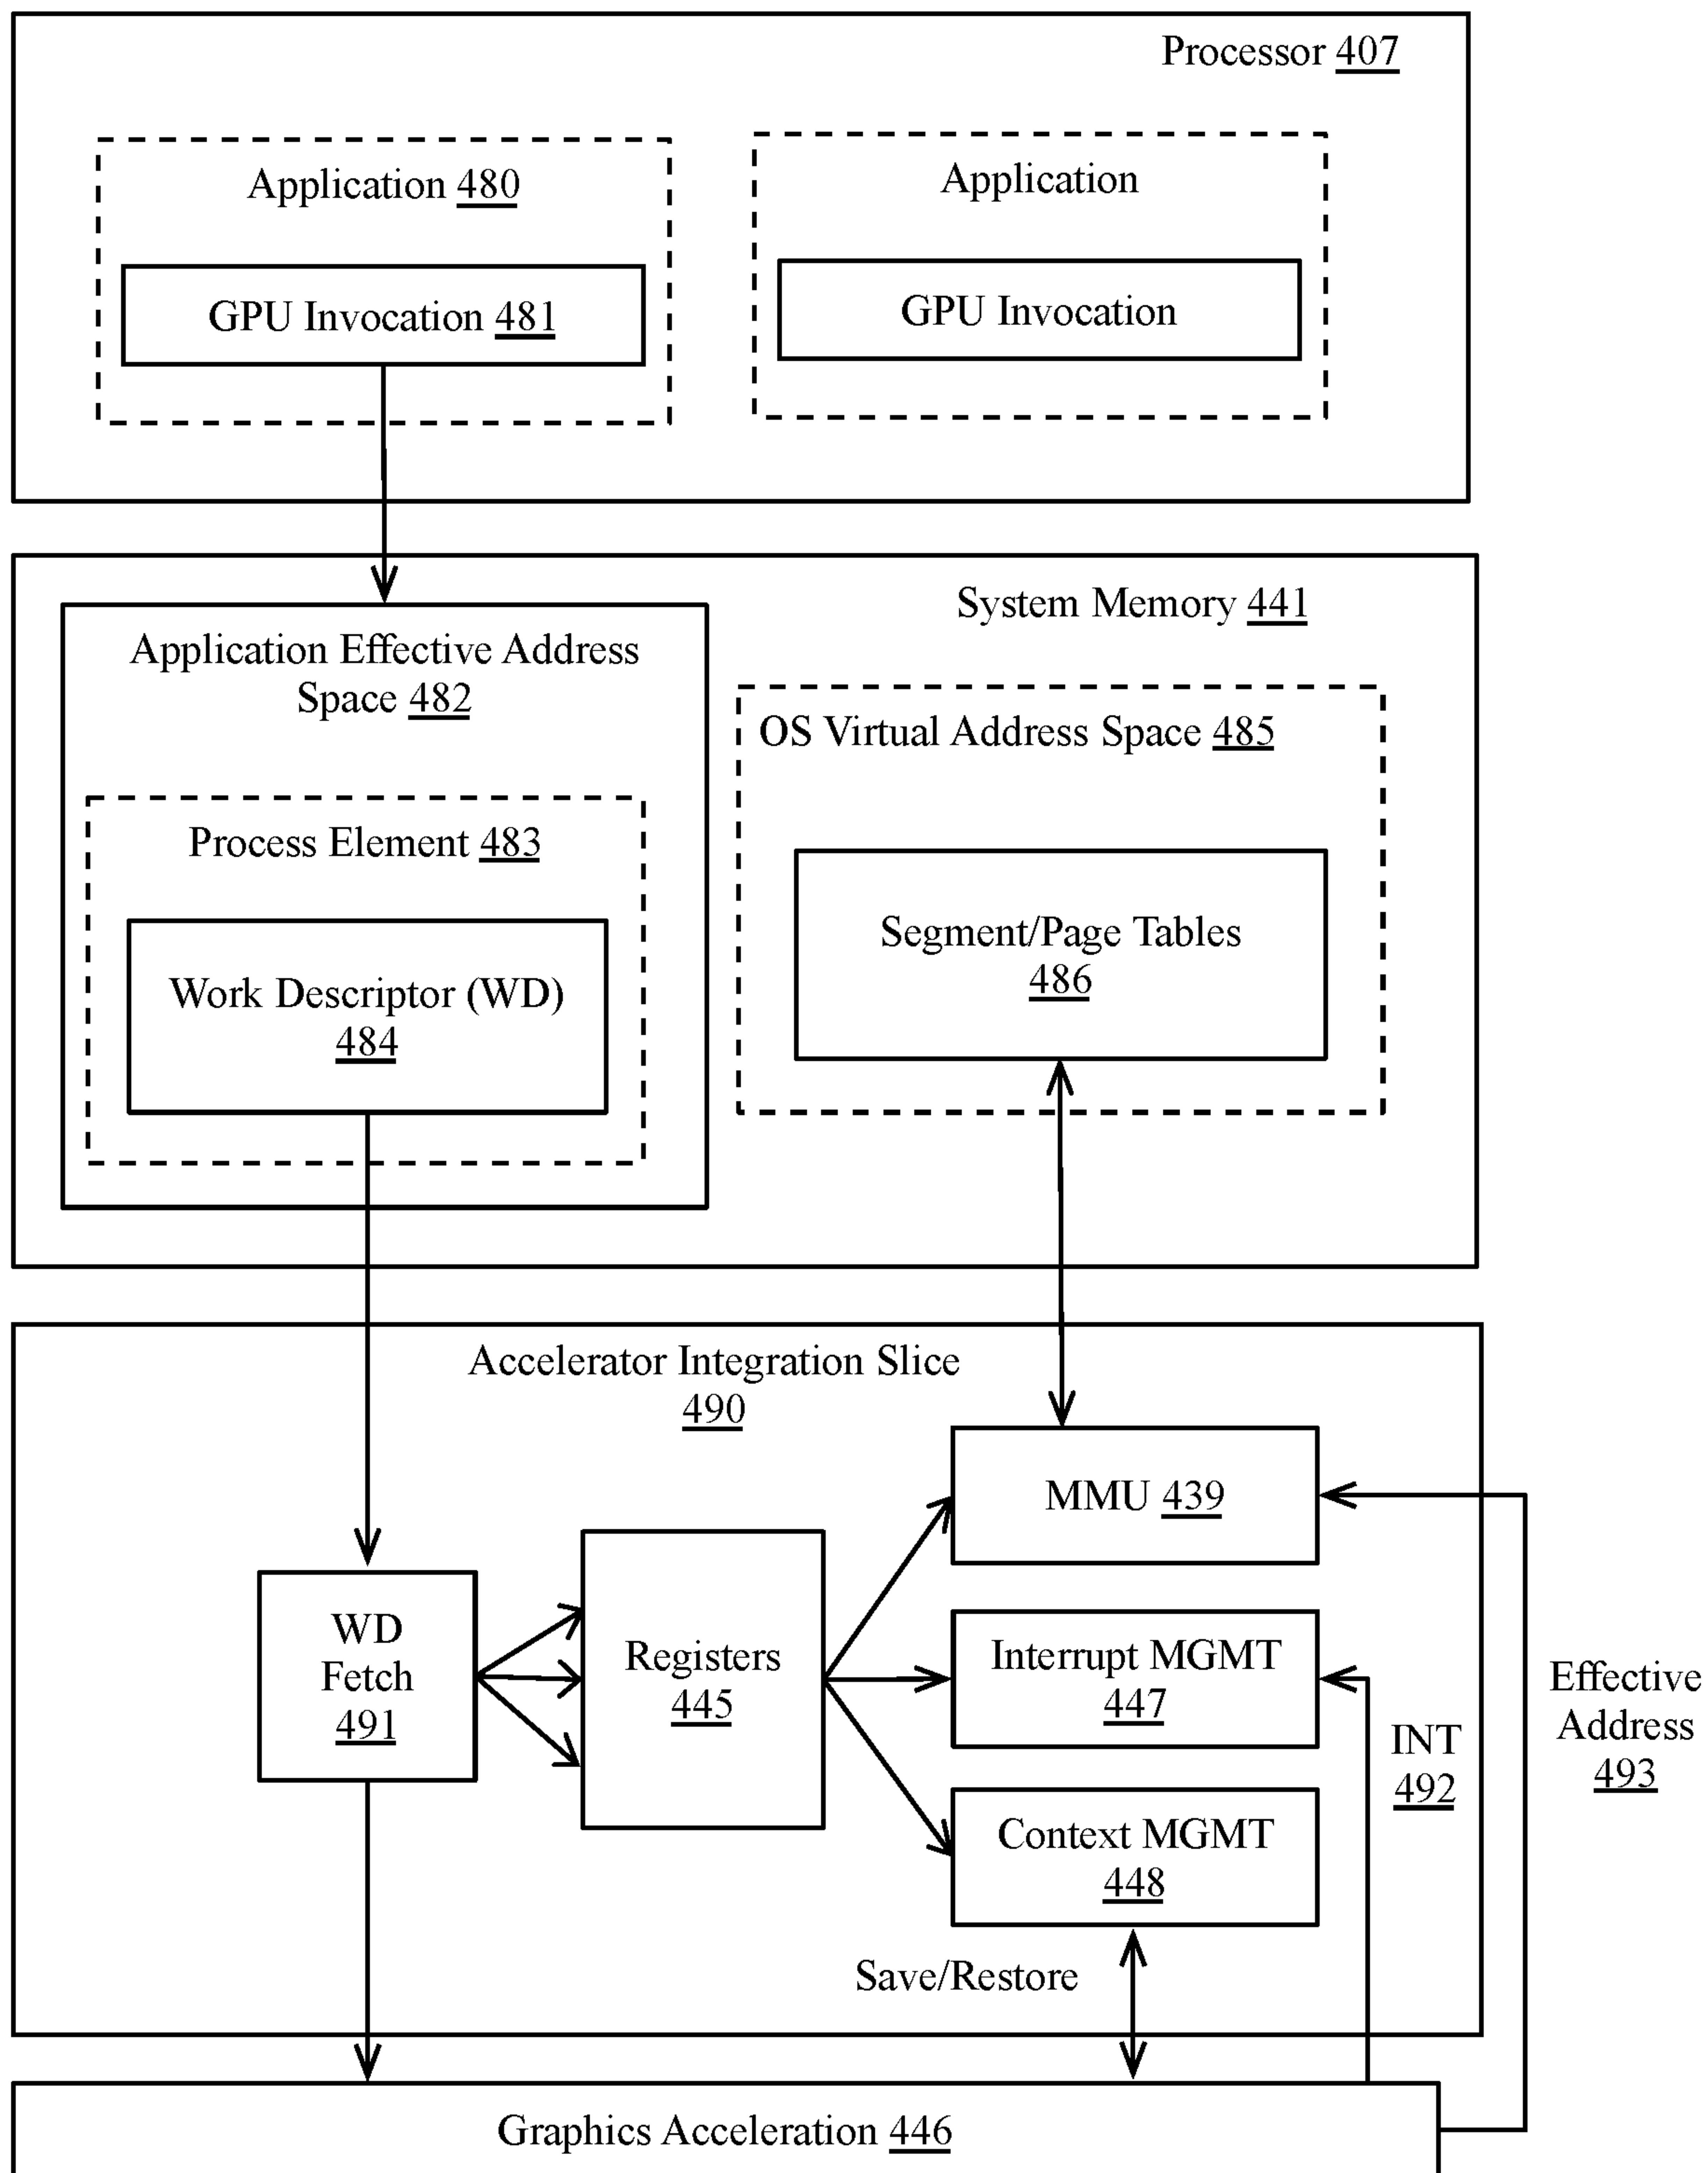 Processor 407
Application 480
Application
GPU Invocation 481
GPU Invocation
System Memory 441
Application Effective Address
Space 482
OS Virtual Address Space 485
Process Element 483
Segment/Page Tables
486
Work Descriptor (WD)
484
Accelerator Integration Slice
490
MMU 439
WD
Fetch
491
Registers
445
Interrupt MGMT
447
Effective
Address
493
INT
492
Context MGMT
448
Save/Restore
Graphics Acceleration 446